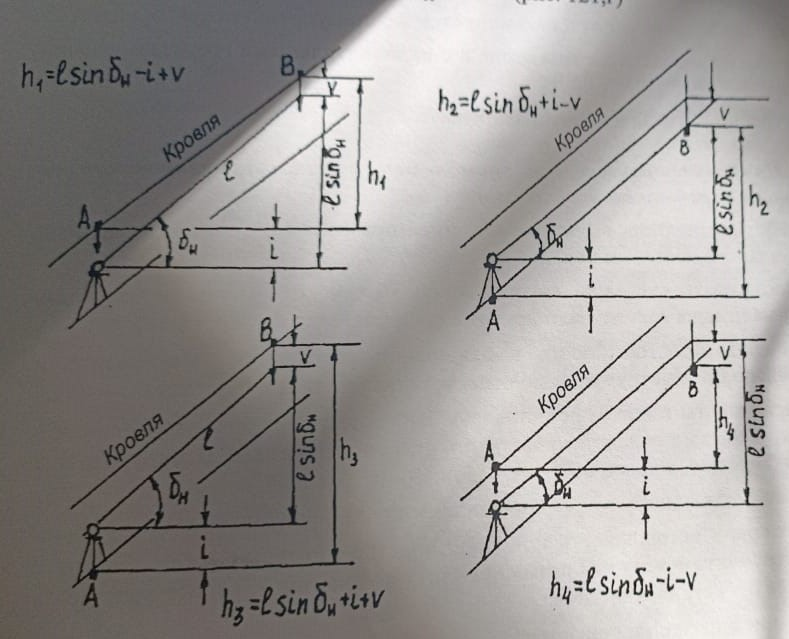 h₁=ℓsinδн-i+v
B
v
Кровля
ℓ
ℓsinδн
h₁
A
δн
i
h₂=ℓsinδн+i-v
Кровля
v
B
ℓsinδн
h₂
δн
i
A
B
v
Кровля
ℓ
ℓsinδн
h₃
δн
i
A
h₃=ℓsinδн+i+v
Кровля
v
B
h₄
ℓsinδн
A
δн
i
h₄=ℓsinδн-i-v